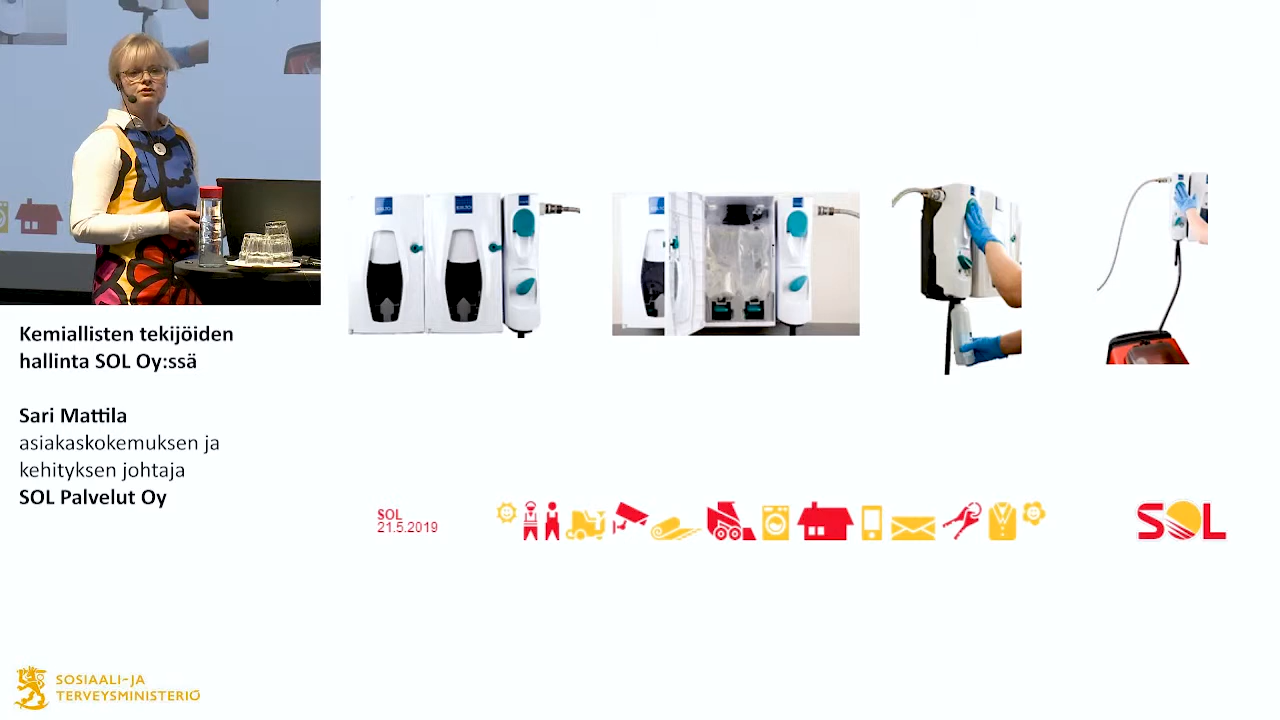 Kemiallisten tekijöiden
hallinta SOL Oy:ssä
Sari Mattila
asiakaskokemuksen ja
kehityksen johtaja
SOL Palvelut Oy
SOL
21.5.2019
SOL
SOSIAALI- JA
TERVEYSMINISTERIÖ